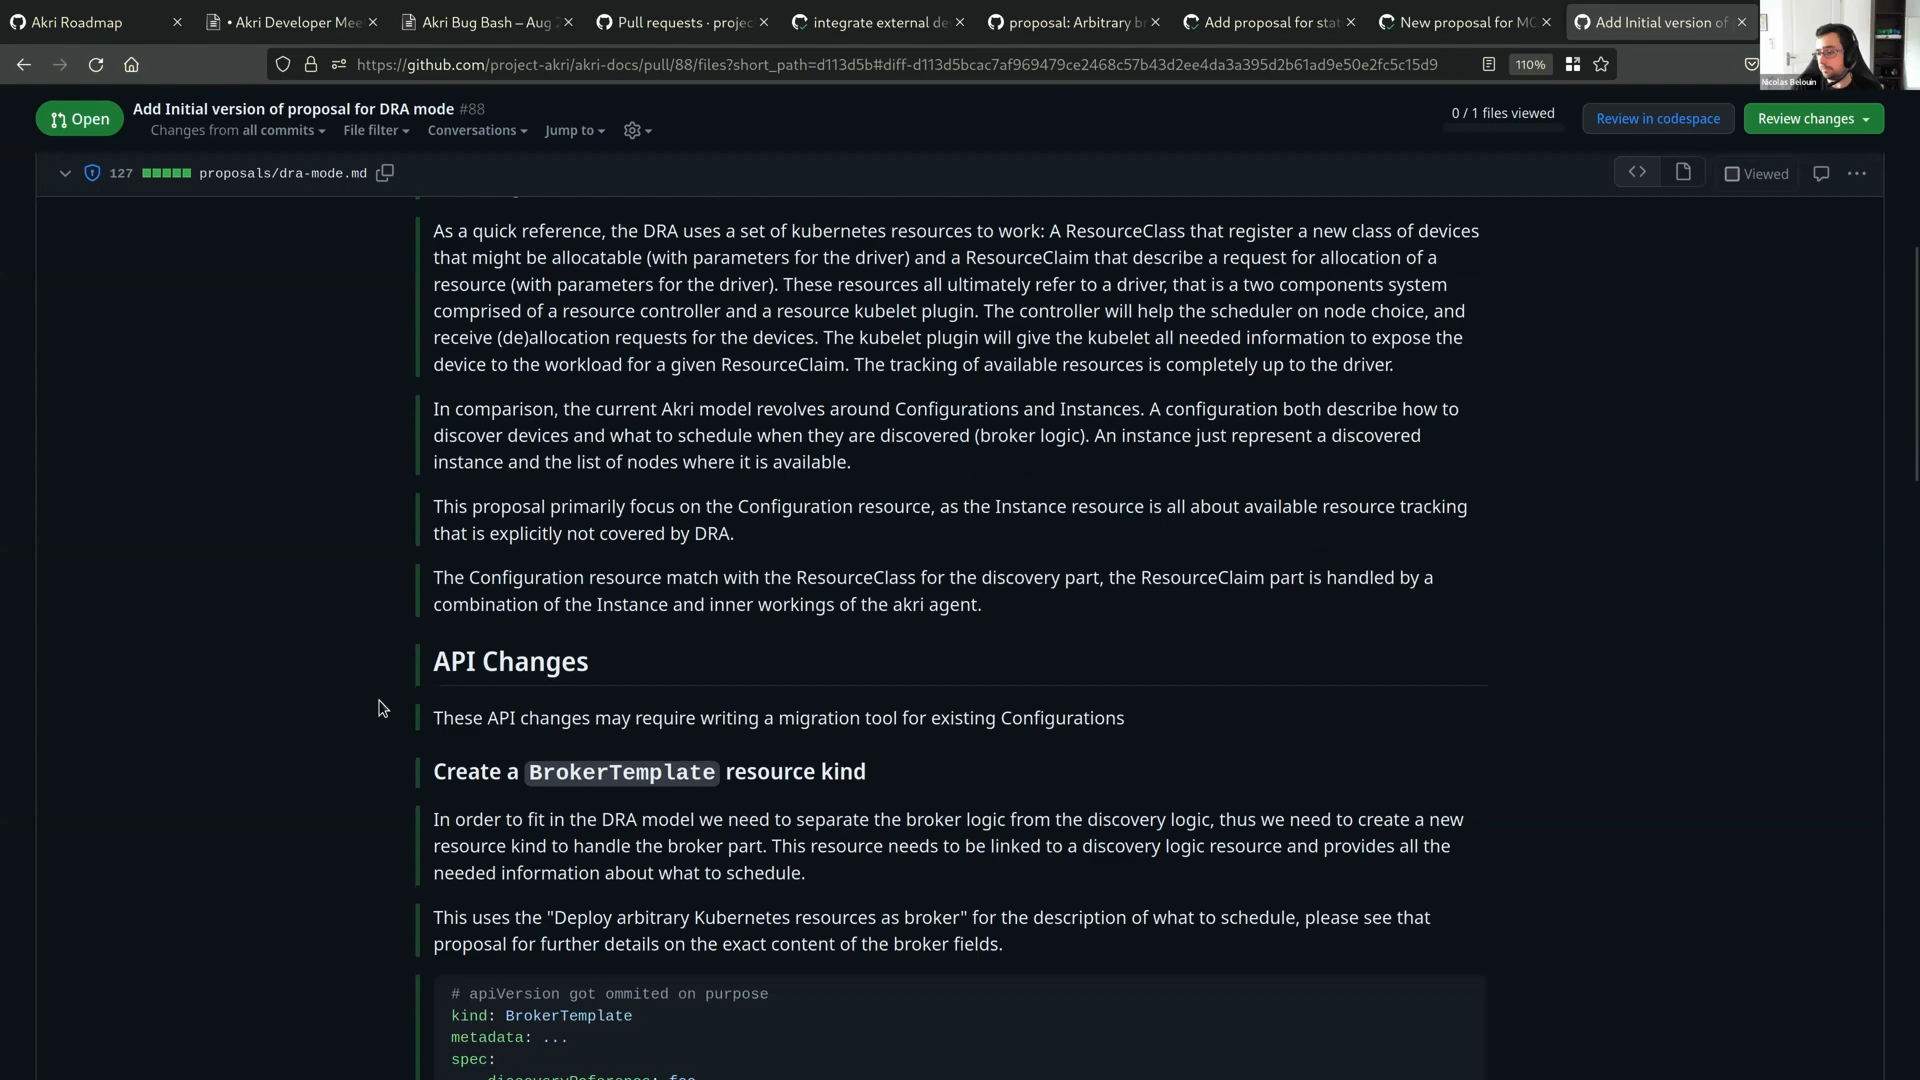 Akri Roadmap
• Akri Developer Mee
Akri Bug Bash – Aug 2
Pull requests · projec
integrate external de
proposal: Arbitrary br
Add proposal for stat
New proposal for MQ
Add Initial version of
https://github.com/project-akri/akri-docs/pull/88/files?short_path=d113d5b#diff-d113d5bcac7af969479ce2468c57b43d2ee4da3a395d2b61ad9e50e2fc5c15d9
110%
Nicolas Belouin
Open
Add Initial version of proposal for DRA mode #88
Changes from all commits
File filter
Conversations
Jump to
0 / 1 files viewed
Review in codespace
Review changes
127
proposals/dra-mode.md
Viewed
As a quick reference, the DRA uses a set of kubernetes resources to work: A ResourceClass that register a new class of devices
that might be allocatable (with parameters for the driver) and a ResourceClaim that describe a request for allocation of a
resource (with parameters for the driver). These resources all ultimately refer to a driver, that is a two components system
comprised of a resource controller and a resource kubelet plugin. The controller will help the scheduler on node choice, and
receive (de)allocation requests for the devices. The kubelet plugin will give the kubelet all needed information to expose the
device to the workload for a given ResourceClaim. The tracking of available resources is completely up to the driver.
In comparison, the current Akri model revolves around Configurations and Instances. A configuration both describe how to
discover devices and what to schedule when they are discovered (broker logic). An instance just represent a discovered
instance and the list of nodes where it is available.
This proposal primarily focus on the Configuration resource, as the Instance resource is all about available resource tracking
that is explicitly not covered by DRA.
The Configuration resource match with the ResourceClass for the discovery part, the ResourceClaim part is handled by a
combination of the Instance and inner workings of the akri agent.
API Changes
These API changes may require writing a migration tool for existing Configurations
Create a BrokerTemplate resource kind
In order to fit in the DRA model we need to separate the broker logic from the discovery logic, thus we need to create a new
resource kind to handle the broker part. This resource needs to be linked to a discovery logic resource and provides all the
needed information about what to schedule.
This uses the "Deploy arbitrary Kubernetes resources as broker" for the description of what to schedule, please see that
proposal for further details on the exact content of the broker fields.
# apiVersion got ommited on purpose
kind: BrokerTemplate
metadata: ...
spec:
discoveryReference: foo